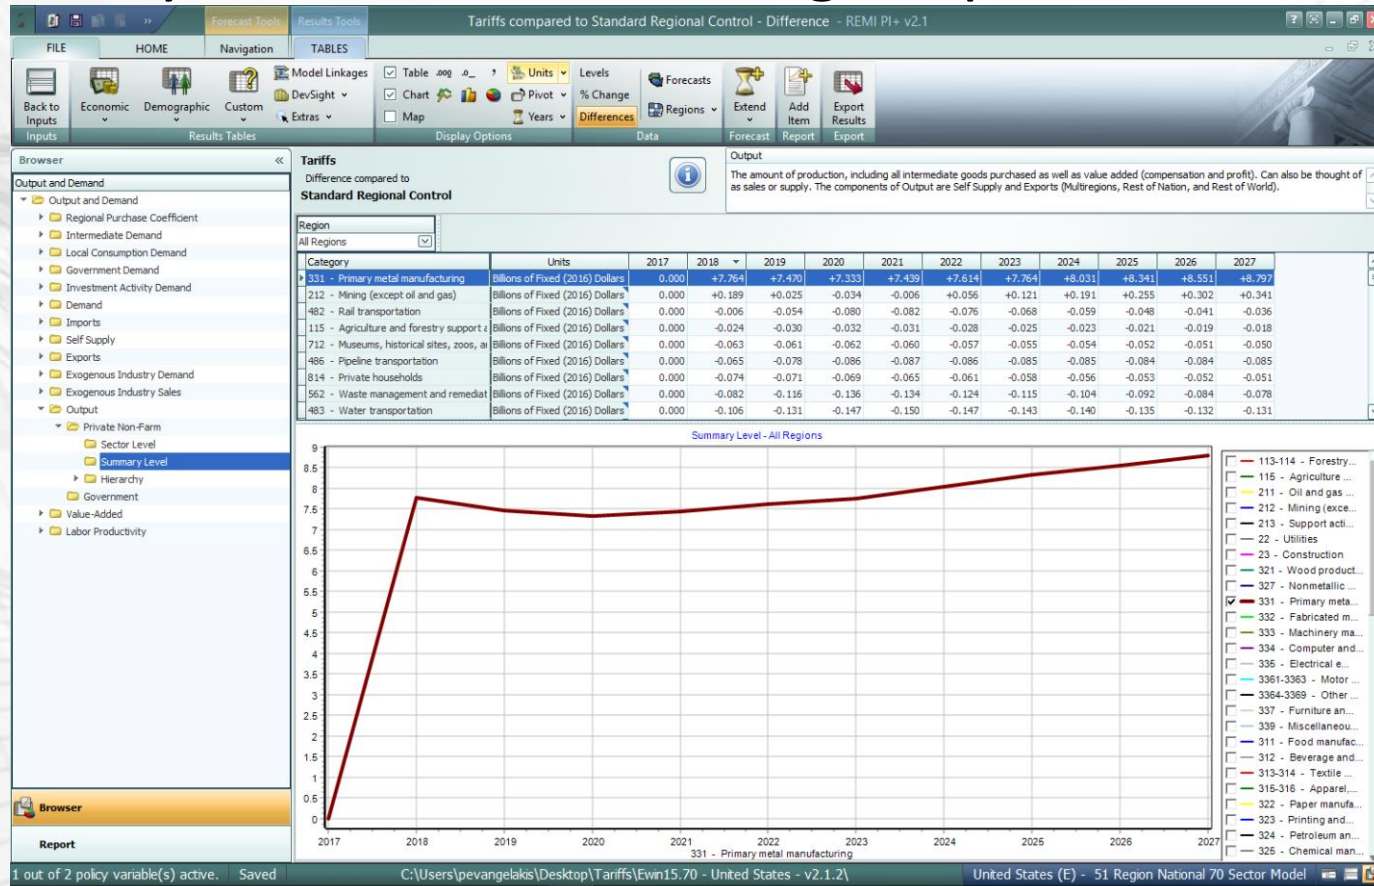 Forecast Tools Results Tools Tariffs compared to Standard Regional Control - Difference - REMI PI+ v2.1
FILE HOME Navigation TABLES
Back to Inputs
Economic Demographic Custom
Model Linkages
DevSight
Extras
Table .000 .0_ , Units
Chart Pivot
Map Years
Levels
% Change
Differences
Forecasts
Regions
Extend
Add Item
Export Results
Inputs Results Tables Display Options Data Forecast Report Export
Browser «
Output and Demand
Output and Demand
Regional Purchase Coefficient
Intermediate Demand
Local Consumption Demand
Government Demand
Investment Activity Demand
Demand
Imports
Self Supply
Exports
Exogenous Industry Demand
Exogenous Industry Sales
Output
Private Non-Farm
Sector Level
Summary Level
Hierarchy
Government
Value-Added
Labor Productivity
Browser
Report
Tariffs
Difference compared to
Standard Regional Control
Output
The amount of production, including all intermediate goods purchased as well as value added (compensation and profit). Can also be thought of
as sales or supply. The components of Output are Self Supply and Exports (Multiregions, Rest of Nation, and Rest of World).
Region
All Regions
Category Units 2017 2018 2019 2020 2021 2022 2023 2024 2025 2026 2027
331 - Primary metal manufacturing Billions of Fixed (2016) Dollars 0.000 +7.764 +7.470 +7.333 +7.439 +7.614 +7.764 +8.031 +8.341 +8.551 +8.797
212 - Mining (except oil and gas) Billions of Fixed (2016) Dollars 0.000 +0.189 +0.025 -0.034 -0.006 +0.056 +0.121 +0.191 +0.255 +0.302 +0.341
482 - Rail transportation Billions of Fixed (2016) Dollars 0.000 -0.006 -0.054 -0.080 -0.082 -0.076 -0.068 -0.059 -0.048 -0.041 -0.036
115 - Agriculture and forestry support a Billions of Fixed (2016) Dollars 0.000 -0.024 -0.030 -0.032 -0.031 -0.028 -0.025 -0.023 -0.021 -0.019 -0.018
712 - Museums, historical sites, zoos, a Billions of Fixed (2016) Dollars 0.000 -0.063 -0.061 -0.062 -0.060 -0.057 -0.055 -0.054 -0.052 -0.051 -0.050
486 - Pipeline transportation Billions of Fixed (2016) Dollars 0.000 -0.065 -0.078 -0.086 -0.087 -0.086 -0.085 -0.085 -0.084 -0.084 -0.085
814 - Private households Billions of Fixed (2016) Dollars 0.000 -0.074 -0.071 -0.069 -0.065 -0.061 -0.058 -0.056 -0.053 -0.052 -0.051
562 - Waste management and remediat Billions of Fixed (2016) Dollars 0.000 -0.082 -0.116 -0.136 -0.134 -0.124 -0.115 -0.104 -0.092 -0.084 -0.078
483 - Water transportation Billions of Fixed (2016) Dollars 0.000 -0.106 -0.131 -0.147 -0.150 -0.147 -0.143 -0.140 -0.135 -0.132 -0.131
Summary Level - All Regions
9
8.5
8
7.5
7
6.5
6
5.5
5
4.5
4
3.5
3
2.5
2
1.5
1
0.5
0
2017 2018 2019 2020 2021 2022 2023 2024 2025 2026 2027
331 - Primary metal manufacturing
113-114 - Forestry...
115 - Agriculture ...
211 - Oil and gas ...
212 - Mining (exce...
213 - Support acti...
22 - Utilities
23 - Construction
321 - Wood product...
327 - Nonmetallic ...
331 - Primary meta...
332 - Fabricated m...
333 - Machinery ma...
334 - Computer and...
335 - Electrical e...
3361-3363 - Motor ...
3364-3369 - Other ...
337 - Furniture an...
339 - Miscellaneou...
311 - Food manufac...
312 - Beverage and...
313-314 - Textile ...
315-316 - Apparel,...
322 - Paper manufa...
323 - Printing and...
324 - Petroleum an...
325 - Chemical man...
1 out of 2 policy variable(s) active. Saved C:\Users\pevangelakis\Desktop\Tariffs\Ewin15.70 - United States - v2.1.2\ United States (E) - 51 Region National 70 Sector Model